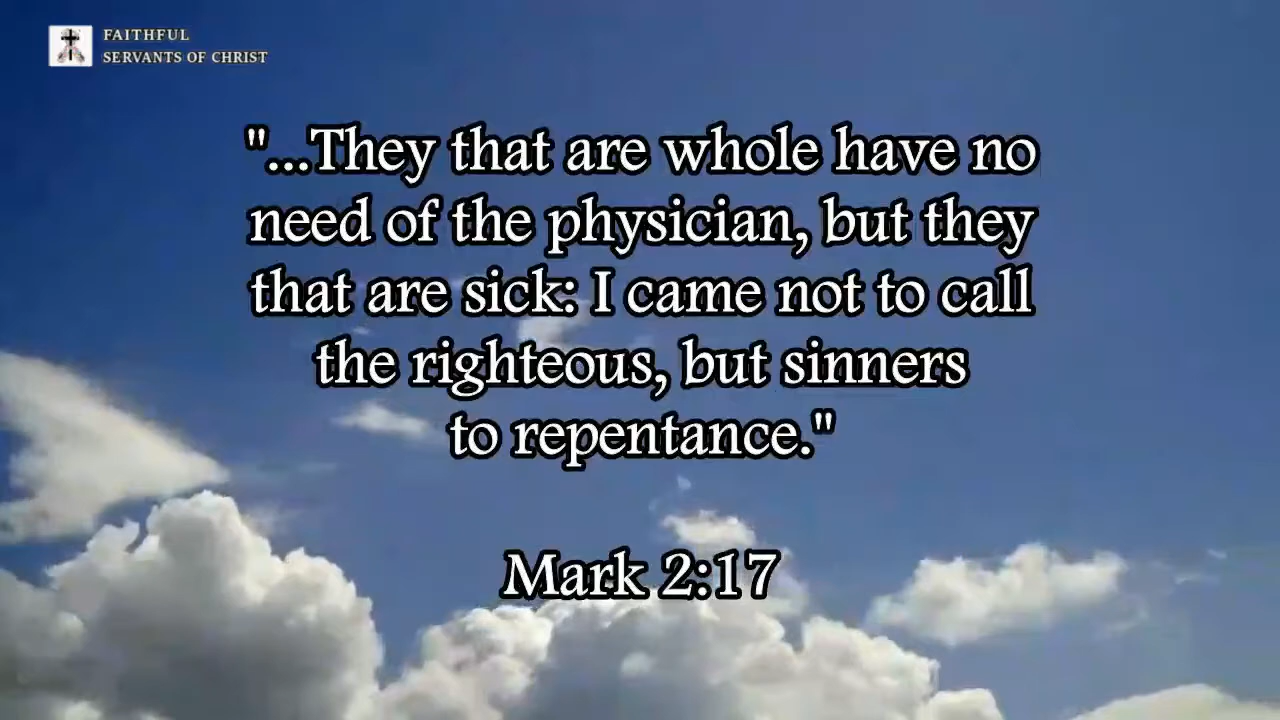 FAITHFUL
SERVANTS OF CHRIST
"...They that are whole have no
need of the physician, but they
that are sick: I came not to call
the righteous, but sinners
to repentance."
Mark 2:17